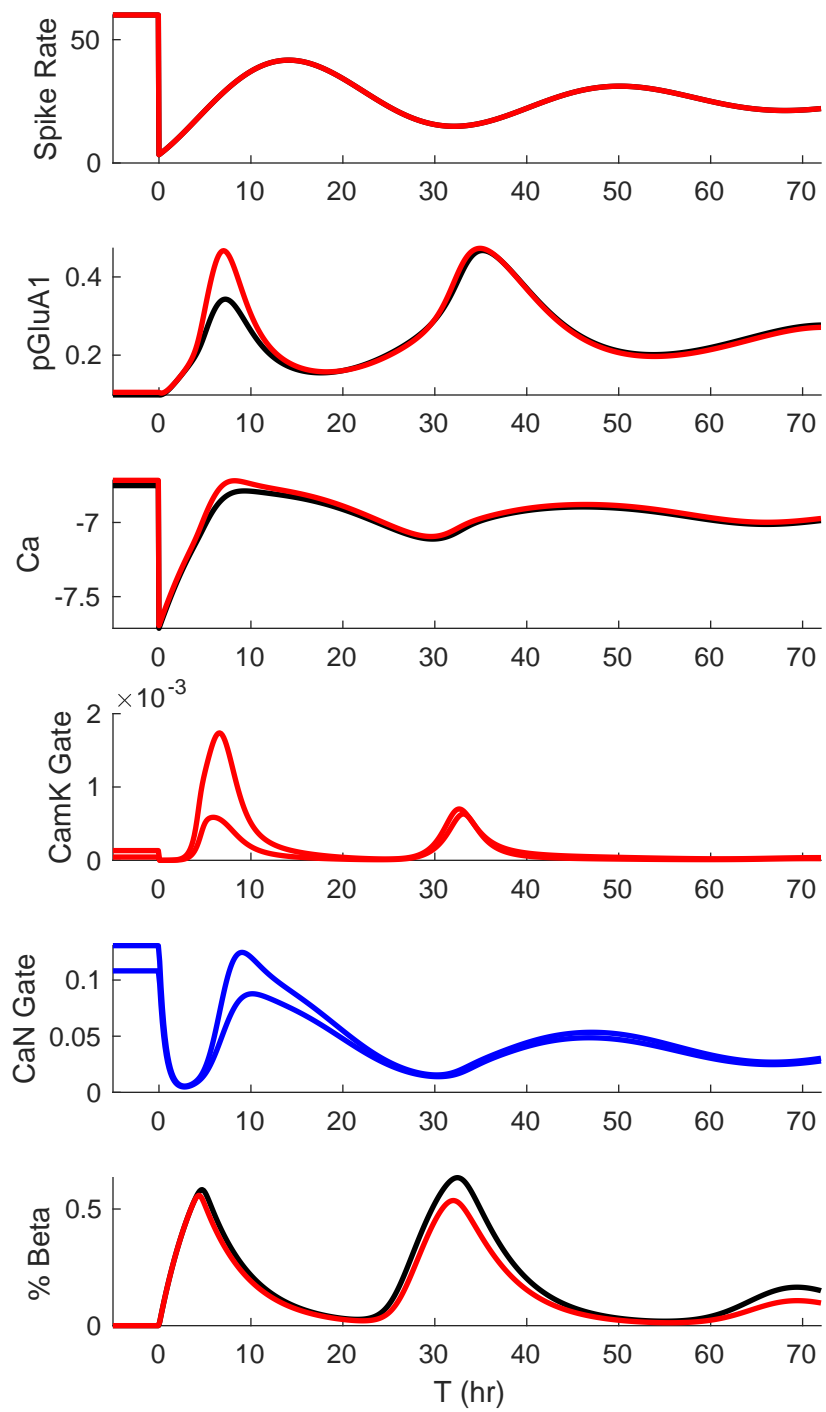 50
0
Spike Rate
0 10 20 30 40 50 60 70
0.4
0.2
pGluA1
0 10 20 30 40 50 60 70
-7
-7.5
Ca
0 10 20 30 40 50 60 70
×10-3
2
1
0
CamK Gate
0 10 20 30 40 50 60 70
0.1
0.05
0
CaN Gate
0 10 20 30 40 50 60 70
0.5
0
% Beta
0 10 20 30 40 50 60 70
T (hr)